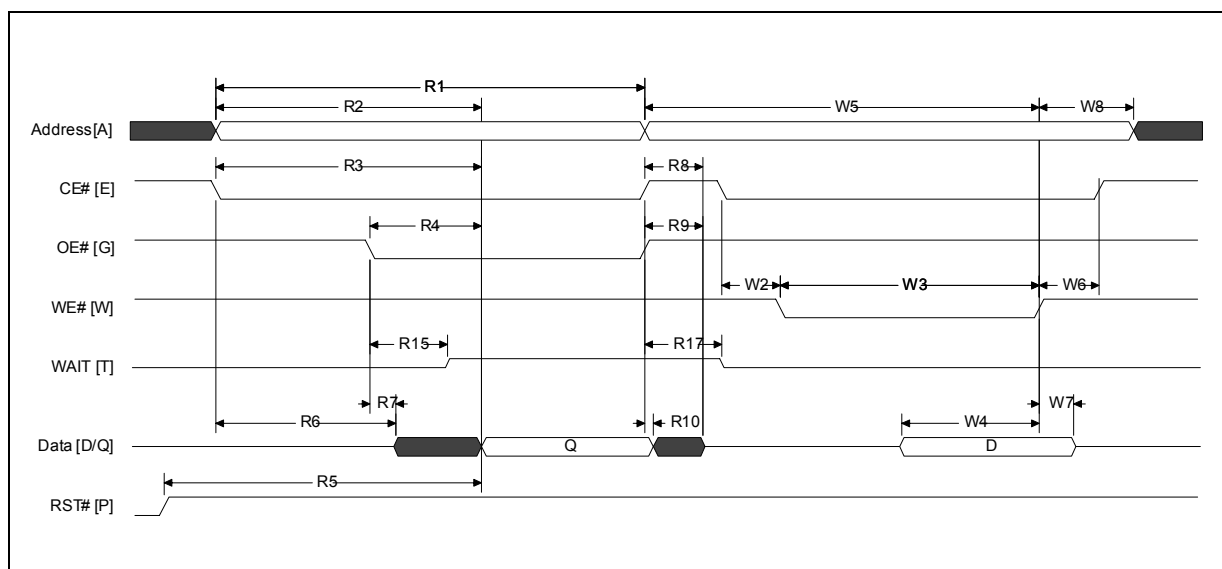 R1
R2 W5 W8
Address[A]
R3 R8
CE# [E]
R4 R9
OE# [G]
W2 W3 W6
WE# [W]
R15 R17
WAIT [T]
R7
R6 R10 W4 W7
Data [D/Q] Q D
R5
RST# [P]